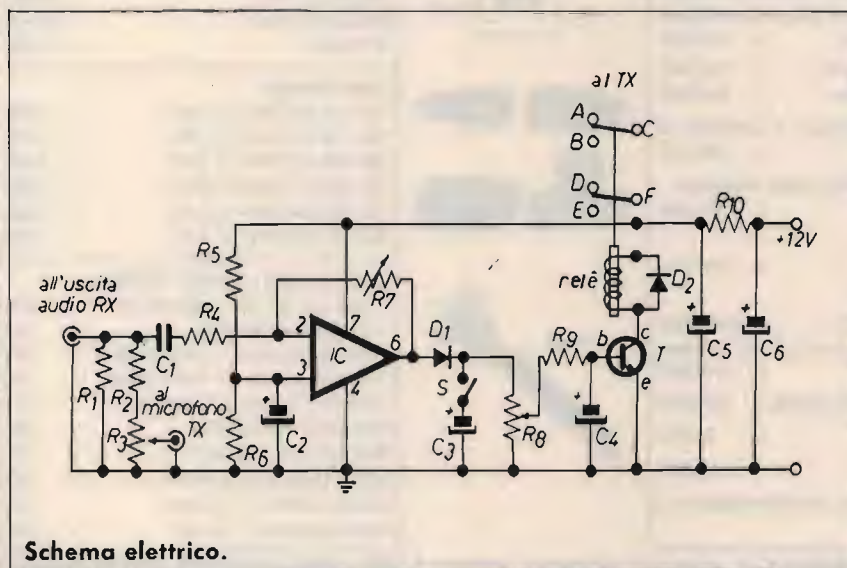 al TX
A
C
B
D
F
E
R10
+12V
R5
relê
D2
all'uscita
audio RX
R4
R7
C1
2
7
IC
6
D1
R9
b
c
T
e
C5
C6
3
4
S
R1
R2
al
microfono
TX
R3
R6
C2
+
C3
R8
C4
Schema elettrico.